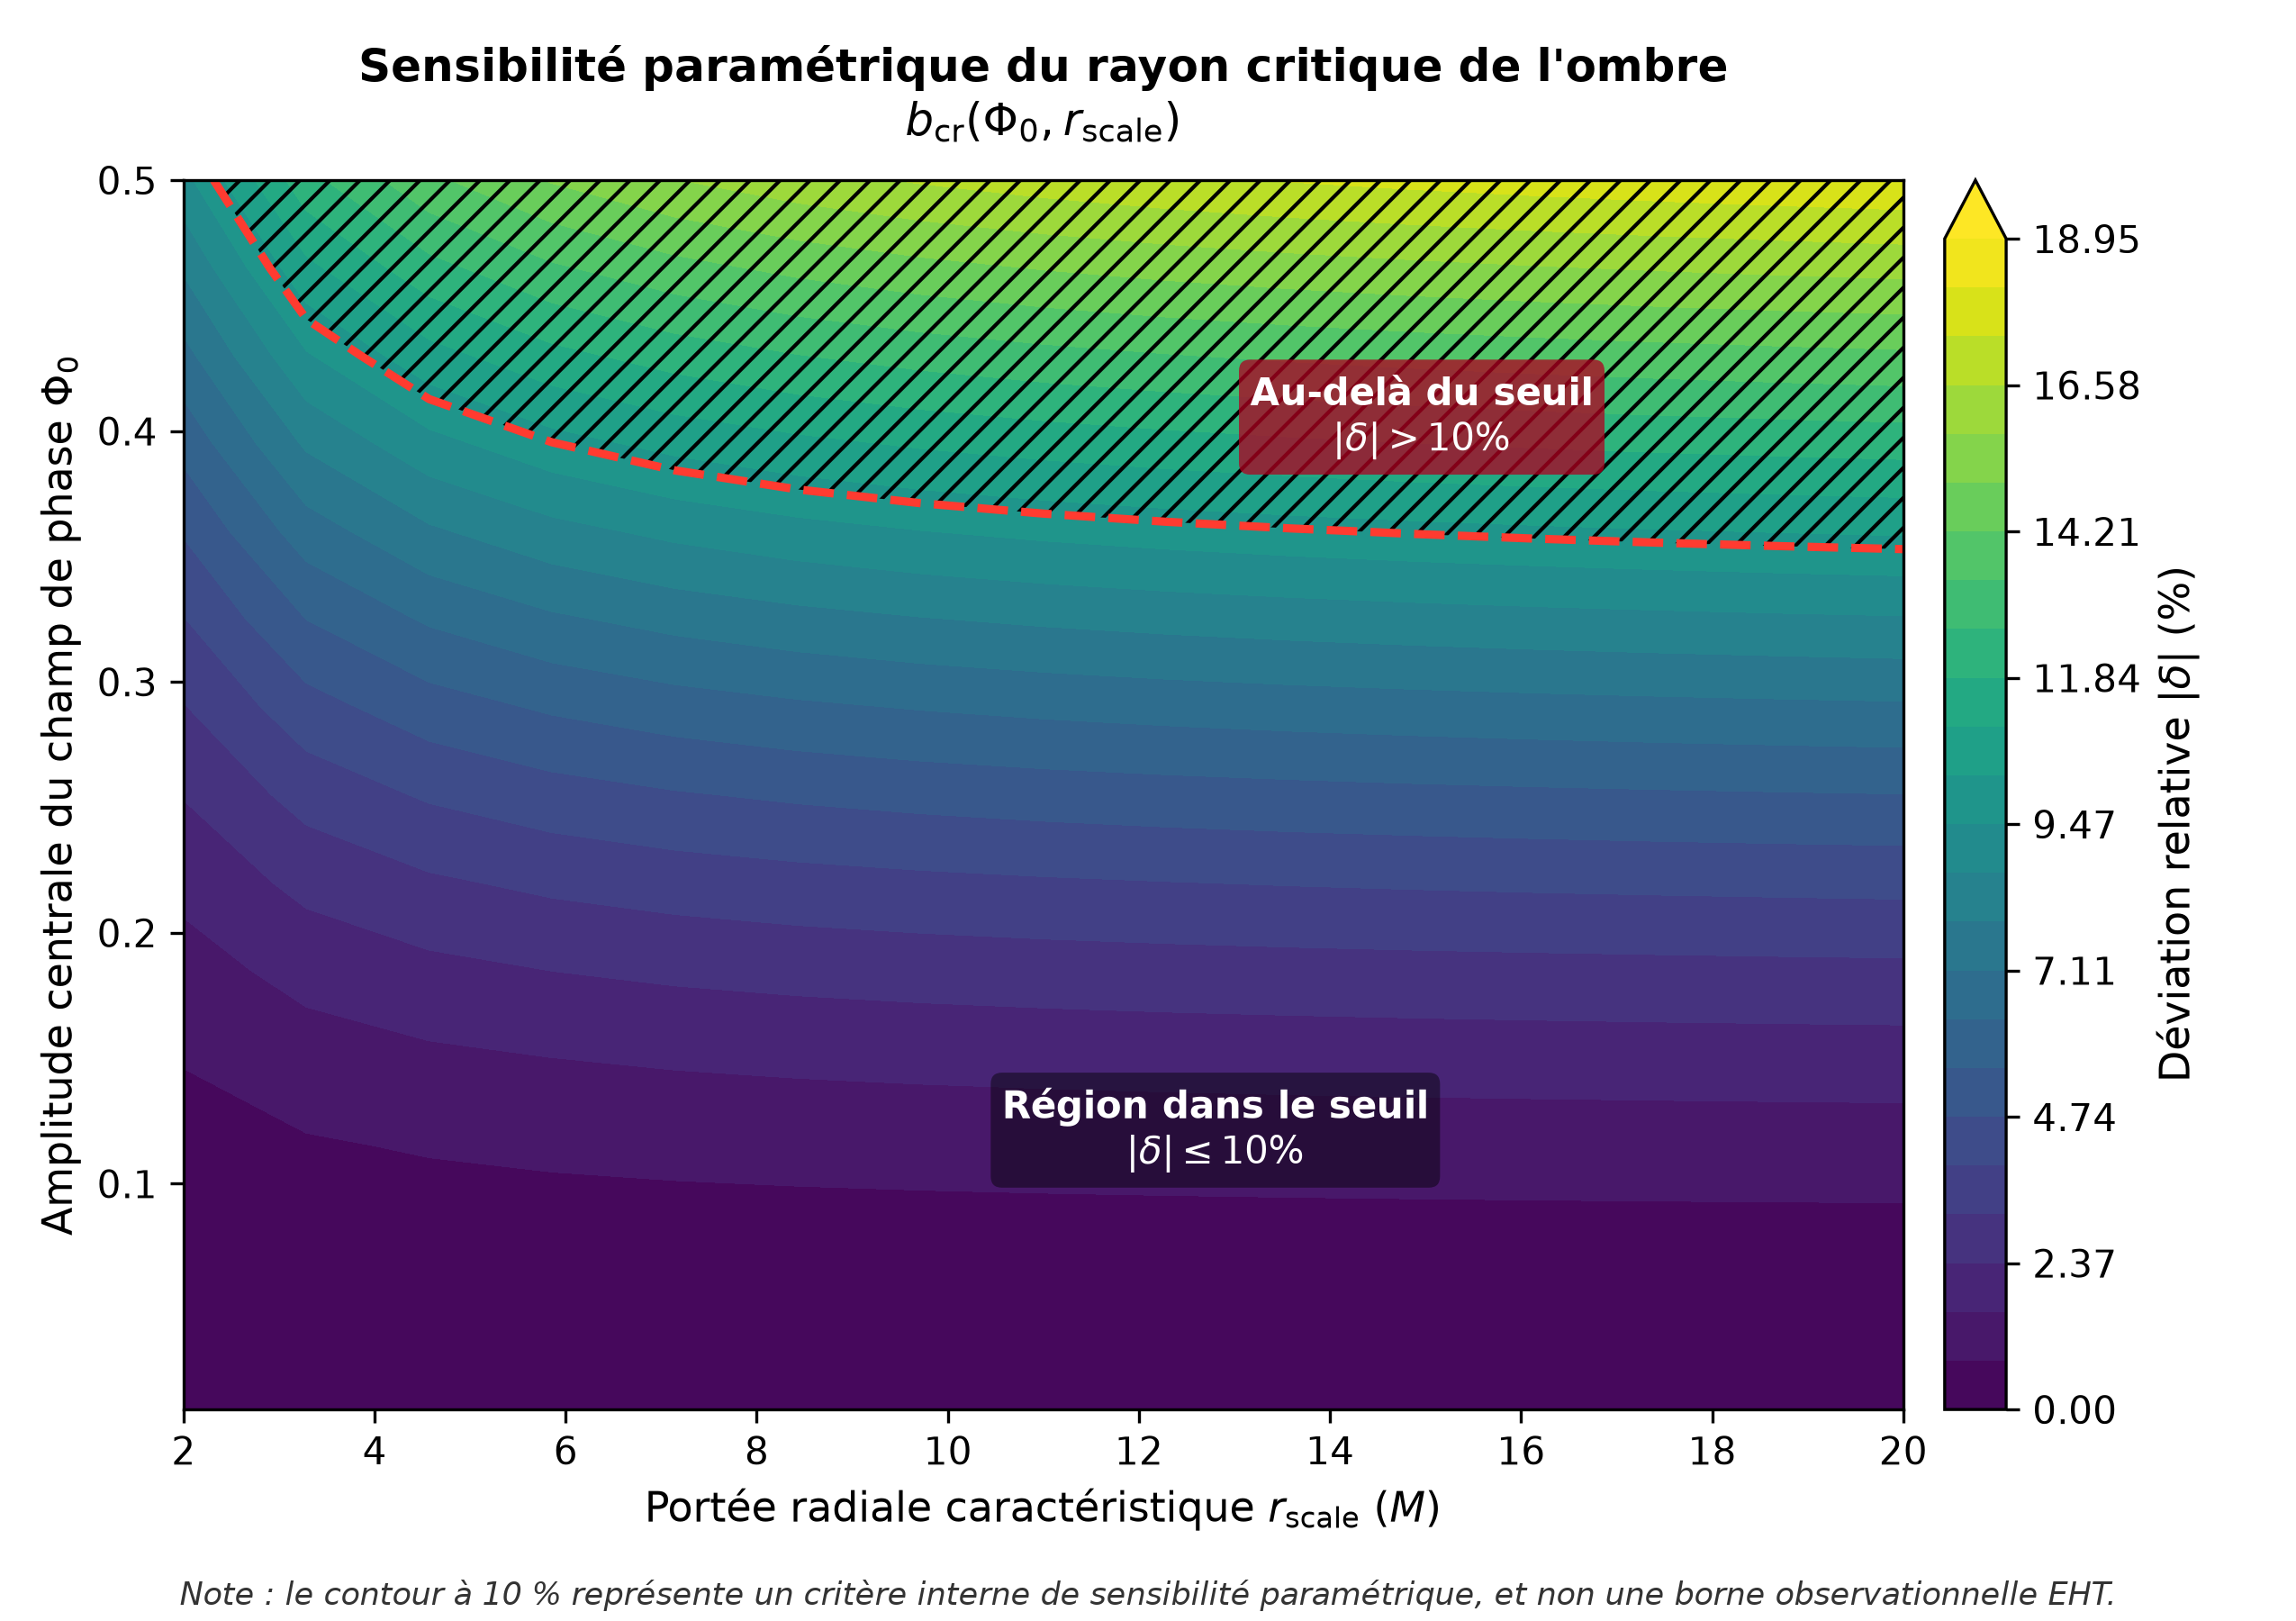 Sensibilité paramétrique du rayon critique de l'ombre
b_cr(Φ_0, r_scale)
Amplitude centrale du champ de phase Φ_0
0.5
0.4
0.3
0.2
0.1
Au-delà du seuil
|δ| > 10%
Région dans le seuil
|δ| ≤ 10%
2 4 6 8 10 12 14 16 18 20
Portée radiale caractéristique r_scale (M)
18.95
16.58
14.21
11.84
9.47
7.11
4.74
2.37
0.00
Déviation relative |δ| (%)
Note : le contour à 10 % représente un critère interne de sensibilité paramétrique, et non une borne observationnelle EHT.